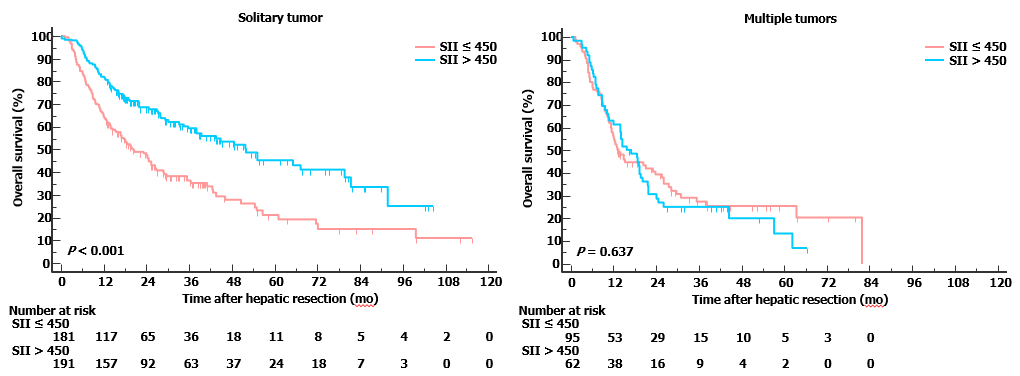 Solitary tumor
100
90
80
70
60
50
40
30
20
10
0
Overall survival (%)
SII ≤ 450
SII > 450
P < 0.001
0 12 24 36 48 60 72 84 96 108 120
Time after hepatic resection (mo)
Number at risk
SII ≤ 450
181 117 65 36 18 11 8 5 4 2 0
SII > 450
191 157 92 63 37 24 18 7 3 0 0
Multiple tumors
100
90
80
70
60
50
40
30
20
10
0
Overall survival (%)
SII ≤ 450
SII > 450
P = 0.637
0 12 24 36 48 60 72 84 96 108 120
Time after hepatic resection (mo)
Number at risk
SII ≤ 450
95 53 29 15 10 5 3 0
SII > 450
62 38 16 9 4 2 0 0